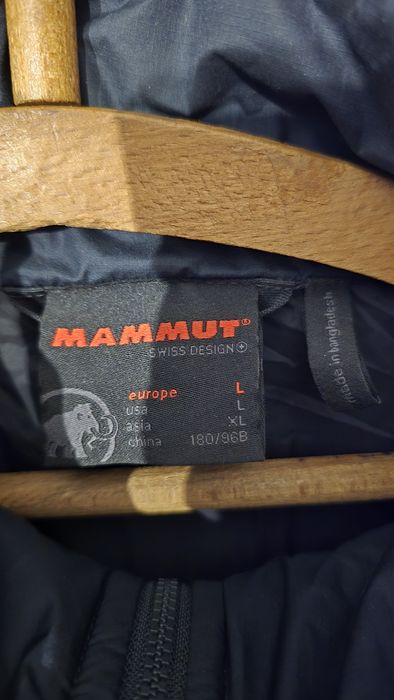 MAMMUT®
SWISS DESIGN
europe L
usa L
asia XL
china 180/96B
made in bangladesh